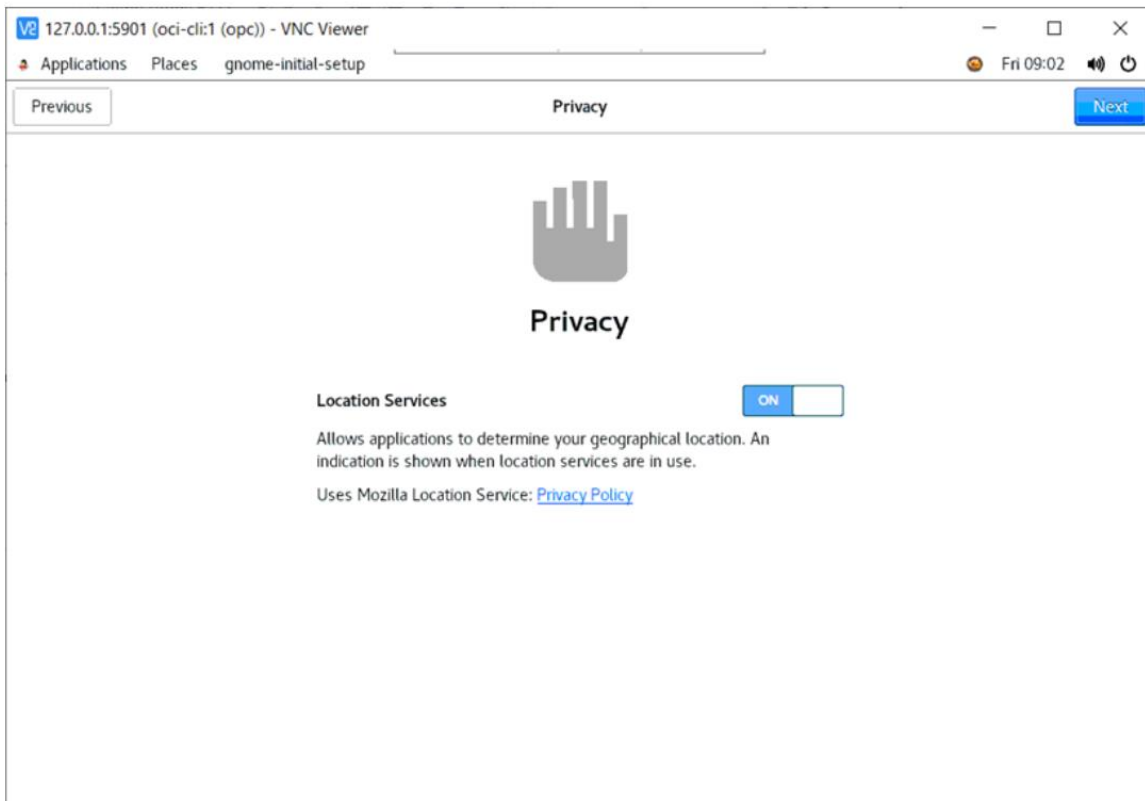 127.0.0.1:5901 (oci-cli:1 (opc)) - VNC Viewer
Applications Places gnome-initial-setup Fri 09:02
Previous Privacy Next
Privacy
Location Services ON
Allows applications to determine your geographical location. An
indication is shown when location services are in use.
Uses Mozilla Location Service: Privacy Policy